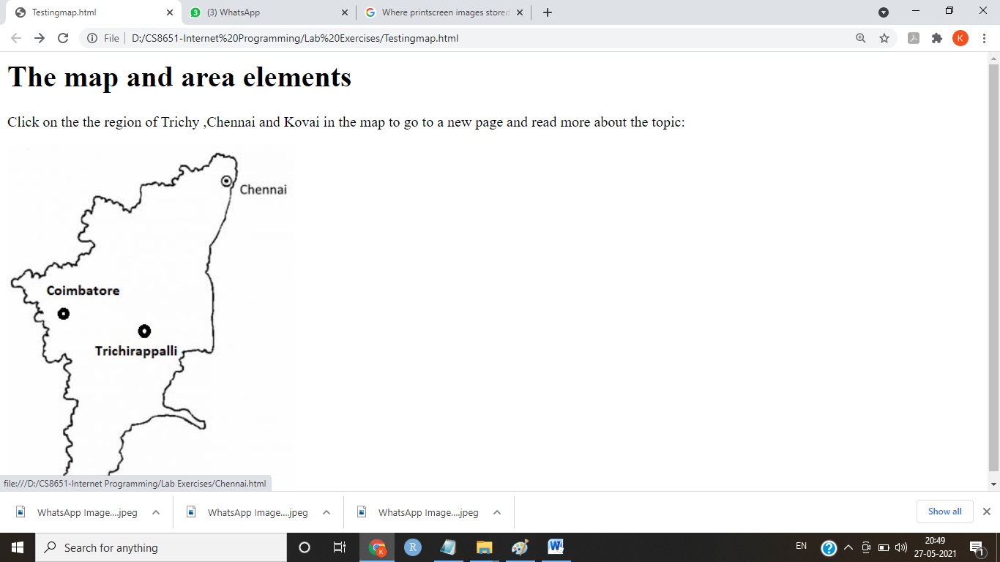 Testingmap.html
3
(3) WhatsApp
Where printscreen images stored
File
D:/CS8651-Internet%20Programming/Lab%20Exercises/Testingmap.html
K
The map and area elements
Click on the the region of Trichy ,Chennai and Kovai in the map to go to a new page and read more about the topic:
Chennai
Coimbatore
Trichirappalli
file:///D:/CS8651-Internet Programming/Lab Exercises/Chennai.html
WhatsApp Image....jpeg
WhatsApp Image....jpeg
WhatsApp Image....jpeg
Show all
Search for anything
K
R
W
EN
?
20:49
27-05-2021
1